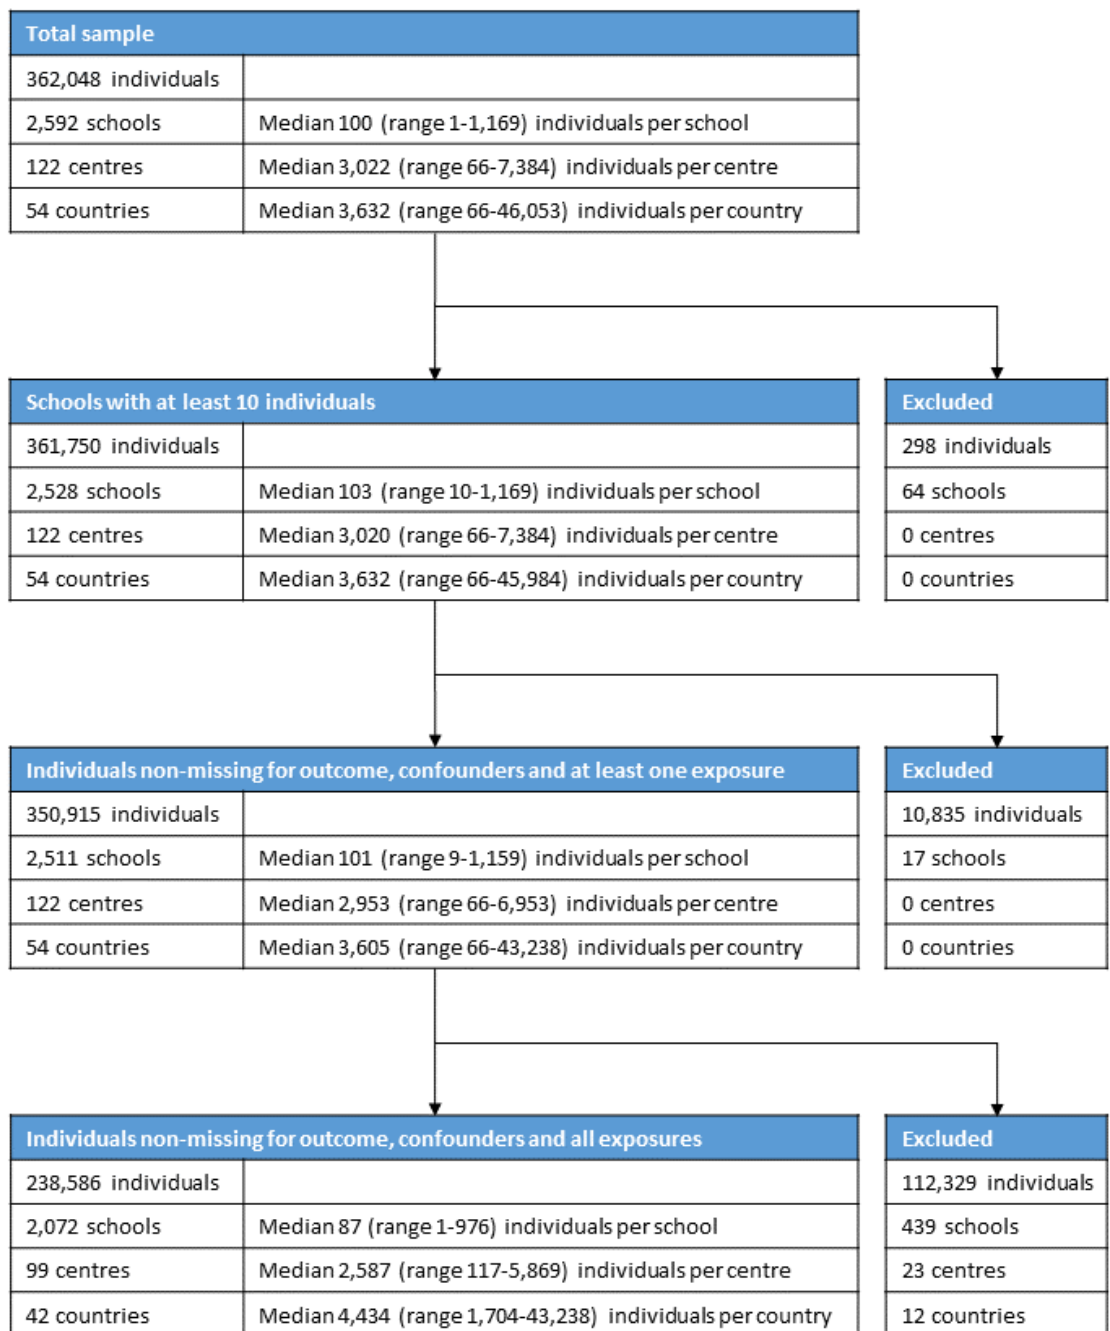 Total sample
362,048 individuals
2,592 schools Median 100 (range 1-1,169) individuals per school
122 centres Median 3,022 (range 66-7,384) individuals per centre
54 countries Median 3,632 (range 66-46,053) individuals per country
Schools with at least 10 individuals Excluded
361,750 individuals 298 individuals
2,528 schools Median 103 (range 10-1,169) individuals per school 64 schools
122 centres Median 3,020 (range 66-7,384) individuals per centre 0 centres
54 countries Median 3,632 (range 66-45,984) individuals per country 0 countries
Individuals non-missing for outcome, confounders and at least one exposure Excluded
350,915 individuals 10,835 individuals
2,511 schools Median 101 (range 9-1,159) individuals per school 17 schools
122 centres Median 2,953 (range 66-6,953) individuals per centre 0 centres
54 countries Median 3,605 (range 66-43,238) individuals per country 0 countries
Individuals non-missing for outcome, confounders and all exposures Excluded
238,586 individuals 112,329 individuals
2,072 schools Median 87 (range 1-976) individuals per school 439 schools
99 centres Median 2,587 (range 117-5,869) individuals per centre 23 centres
42 countries Median 4,434 (range 1,704-43,238) individuals per country 12 countries